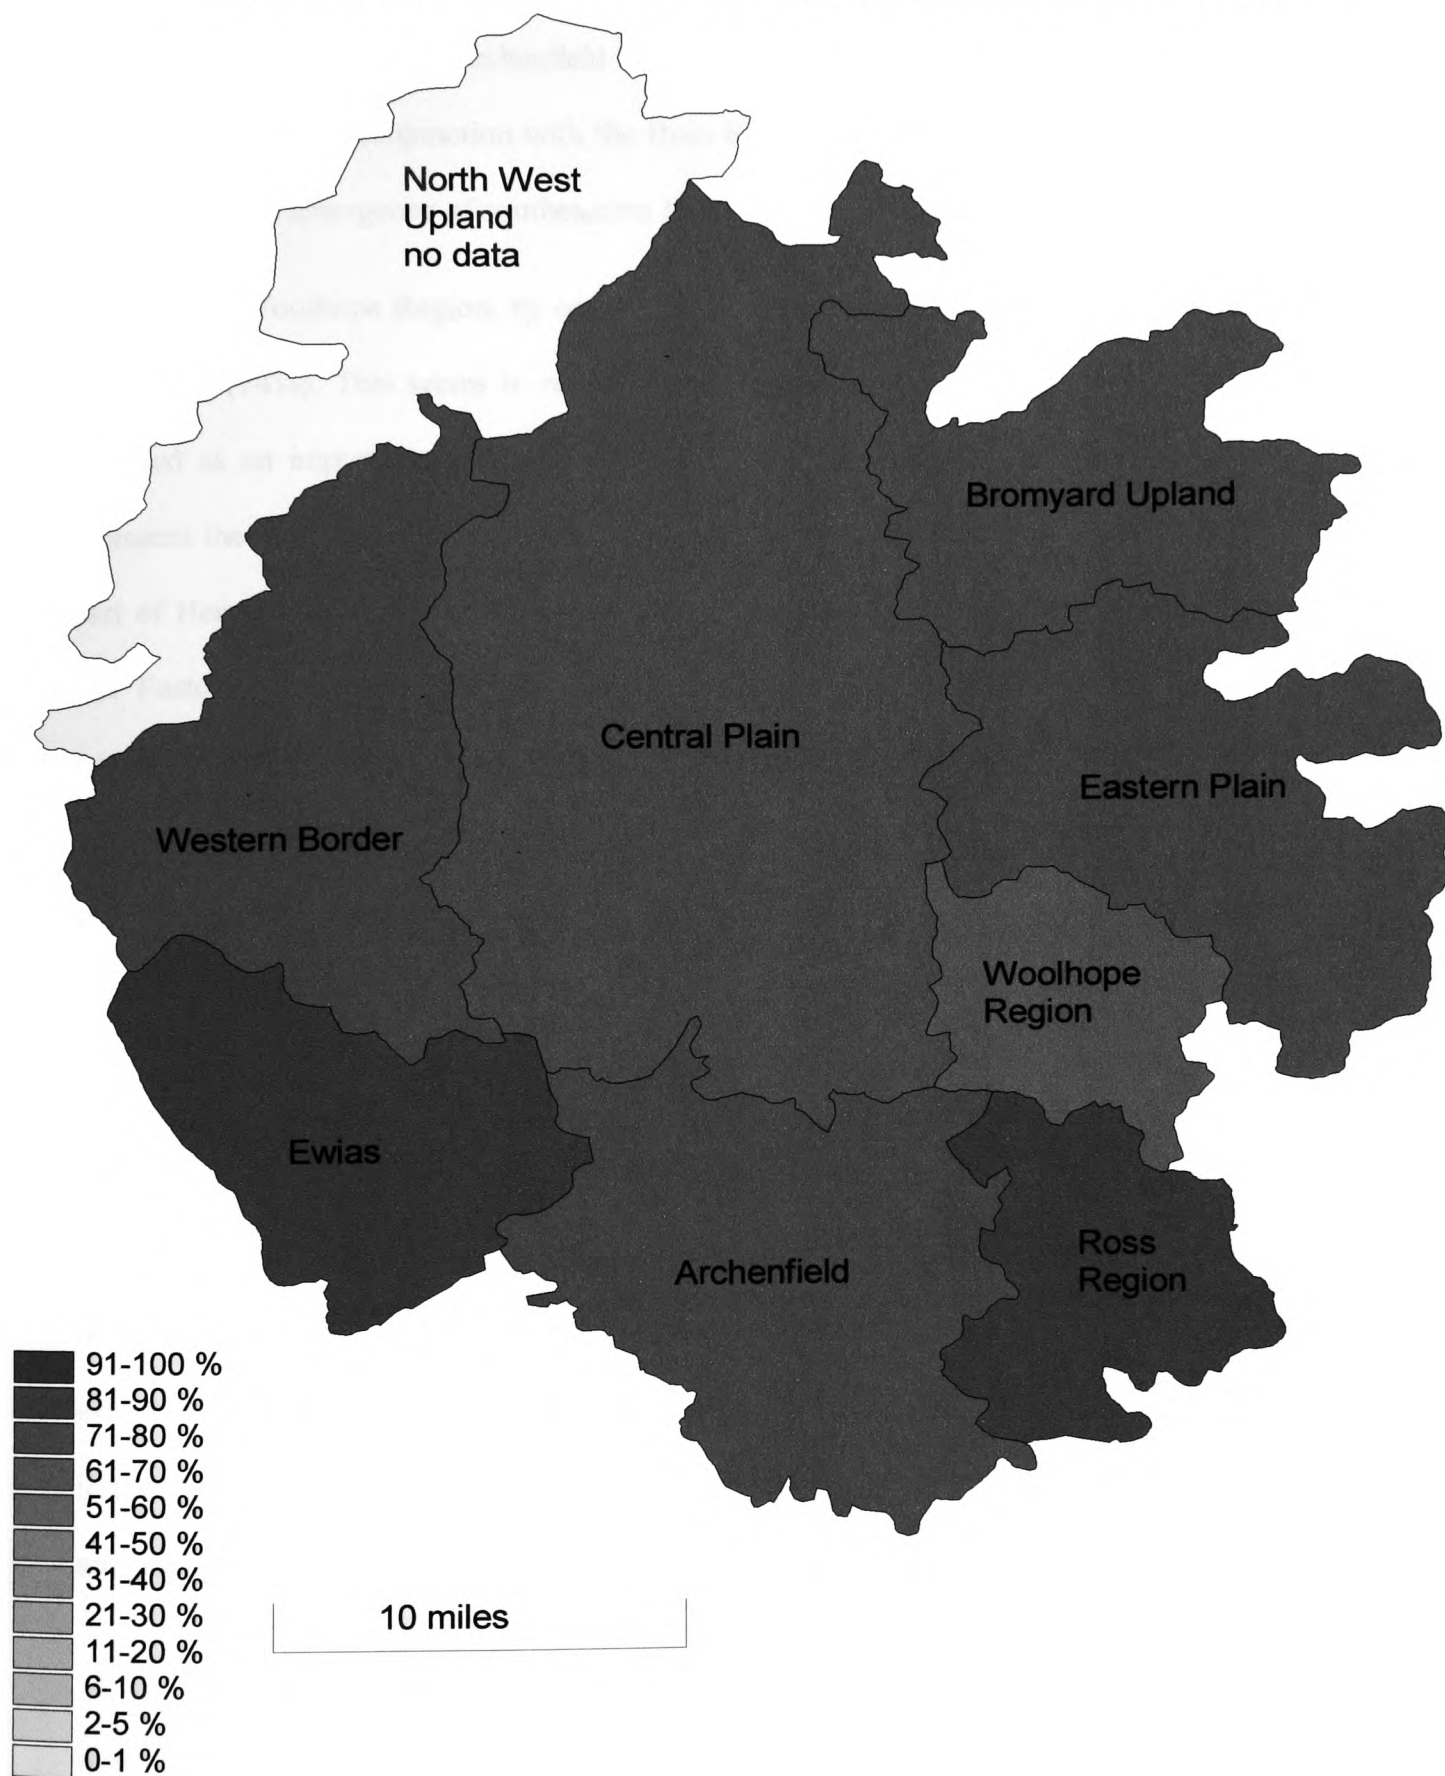 North West
Upland
no data
Bromyard Upland
Central Plain
Eastern Plain
Western Border
Woolhope
Region
Ewias
Archenfield
Ross
Region
91-100 %
81-90 %
71-80 %
61-70 %
51-60 %
41-50 %
31-40 %
21-30 %
11-20 %
6-10 %
2-5 %
0-1 %
10 miles